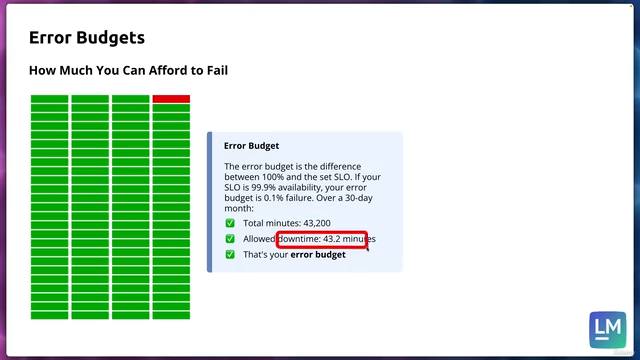 Error Budgets
How Much You Can Afford to Fail
Error Budget
The error budget is the difference
between 100% and the set SLO. If your
SLO is 99.9% availability, your error
budget is 0.1% failure. Over a 30-day
month:
Total minutes: 43,200
Allowed downtime: 43.2 minutes
That's your error budget
LM